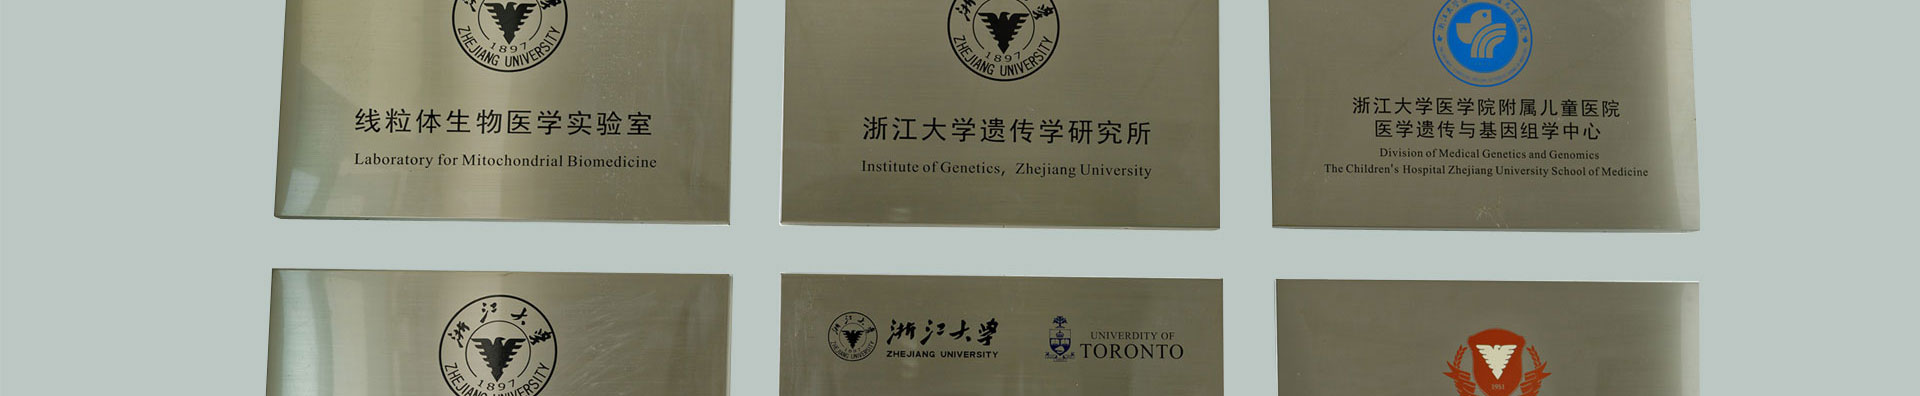 1897
ZHEJIANG UNIVERSITY
线粒体生物医学实验室
Laboratory for Mitochondrial Biomedicine
1897
ZHEJIANG UNIVERSITY
浙江大学遗传学研究所
Institute of Genetics, Zhejiang University
浙江大学医学院附属儿童医院
医学遗传与基因组学中心
Division of Medical Genetics and Genomics
The Children's Hospital Zhejiang University School of Medicine
浙江大学
1897
ZHEJIANG UNIVERSITY
浙江大学
ZHEJIANG UNIVERSITY
UNIVERDITY OF
TORONTO
1951